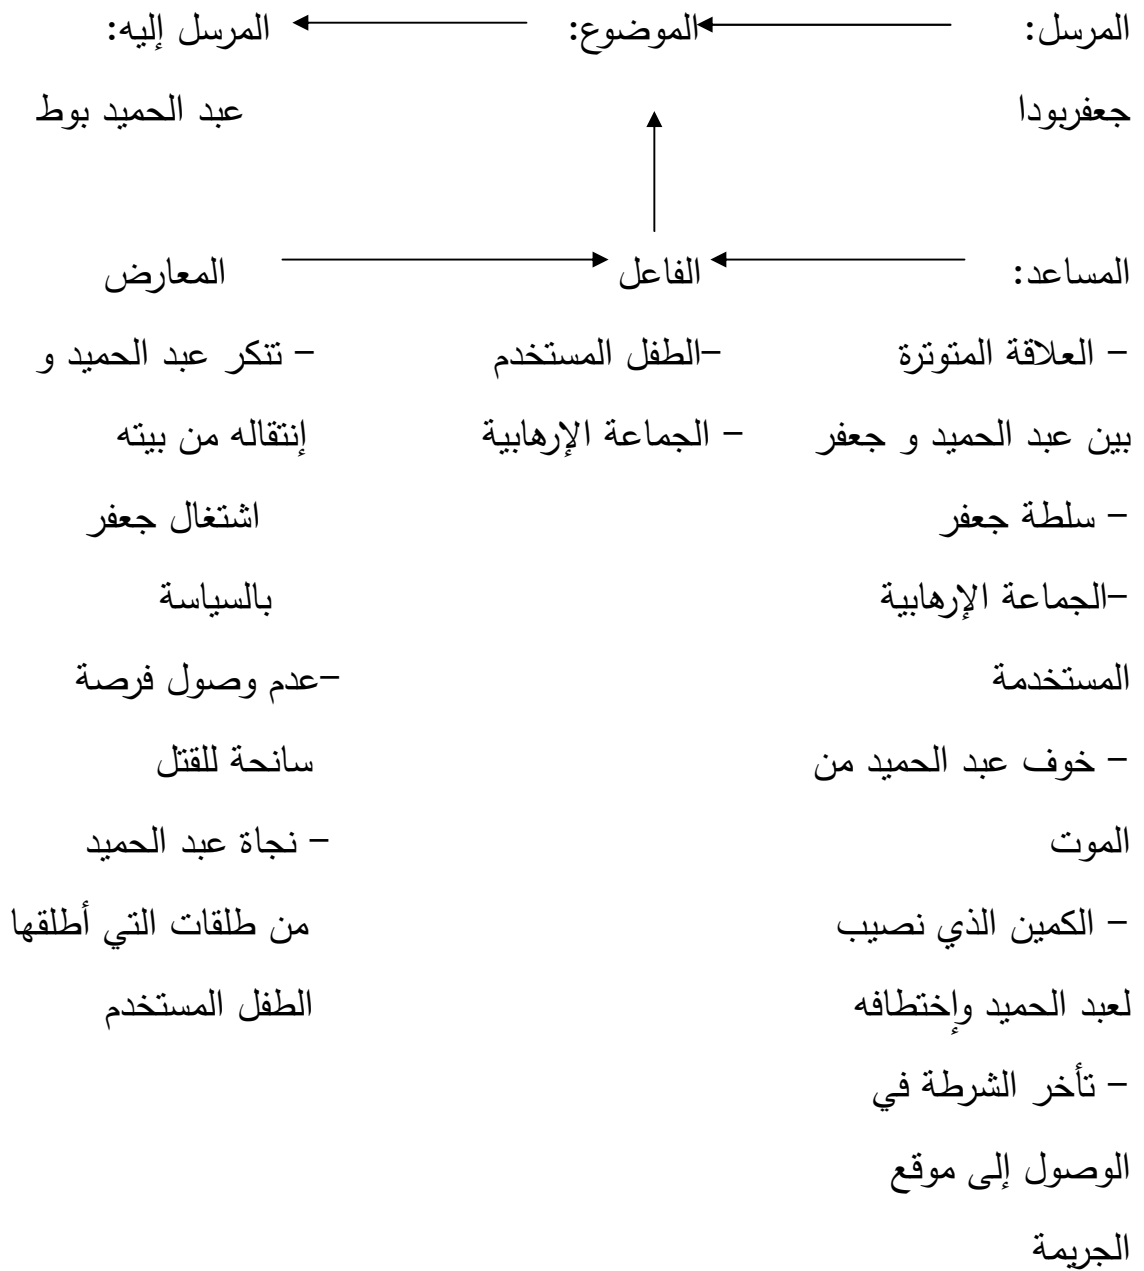 المرسل: الموضوع: المرسل إليه:
جعفربودا عبد الحميد بوط
المساعد: الفاعل المعارض
– العلاقة المتوترة –الطفل المستخدم – تنكر عبد الحميد و
بين عبد الحميد و جعفر – الجماعة الإرهابية إنتقاله من بيته
– سلطة جعفر اشتغال جعفر
–الجماعة الإرهابية بالسياسة
المستخدمة –عدم وصول فرصة
– خوف عبد الحميد من سانحة للقتل
الموت – نجاة عبد الحميد
– الكمين الذي نصيب من طلقات التي أطلقها
لعبد الحميد وإختطافه الطفل المستخدم
– تأخر الشرطة في
الوصول إلى موقع
الجريمة